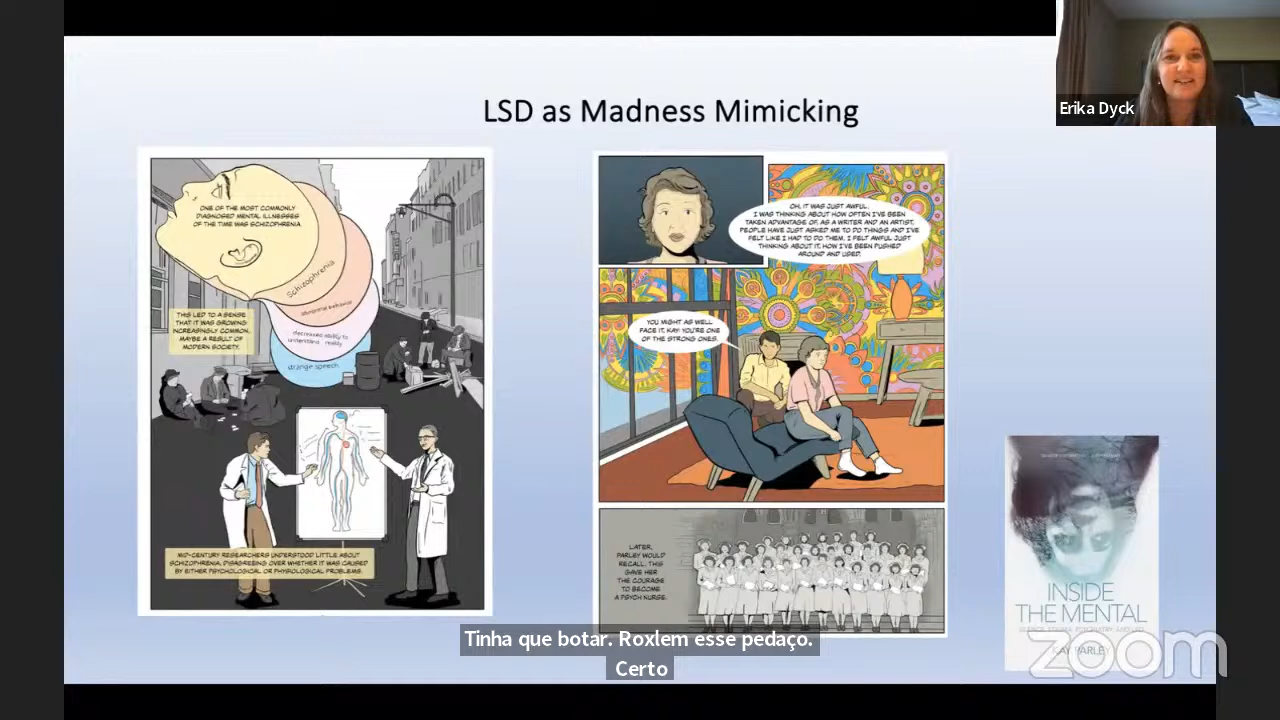 LSD as Madness Mimicking
Erika Dyck
ONE OF THE MOST COMMONLY
DIAGNOSED MENTAL ILLNESSES
OF THE TIME WAS SCHIZOPHRENIA.
schizophrenia
abnormal behavior
decreased ability to
understand reality
strange speech
THIS LED TO A SENSE
THAT IT WAS GROWING
INCREASINGLY COMMON,
MAYBE A RESULT OF
MODERN SOCIETY.
MID-CENTURY RESEARCHERS UNDERSTOOD LITTLE ABOUT
SCHIZOPHRENIA, DISAGREEING OVER WHETHER IT WAS CAUSED
BY EITHER PSYCHOLOGICAL OR PHYSIOLOGICAL PROBLEMS.
OH, IT WAS JUST AWFUL.
I WAS THINKING ABOUT HOW OFTEN I'VE BEEN
TAKEN ADVANTAGE OF. AS A WRITER AND AN ARTIST,
PEOPLE HAVE JUST ASKED ME TO DO THINGS AND I'VE
FELT LIKE I HAD TO DO THEM. I FELT AWFUL JUST
THINKING ABOUT IT. HOW I'VE BEEN PUSHED
AROUND AND USED.
YOU MIGHT AS WELL
FACE IT, KAY: YOU'RE ONE
OF THE STRONG ONES.
LATER,
PARLEY WOULD
RECALL, THIS
GAVE HER
THE COURAGE
TO BECOME
A PSYCH NURSE.
INSIDE
THE MENTAL
KAY PARLEY
zoom
Tinha que botar. Roxlem esse pedaço.
Certo